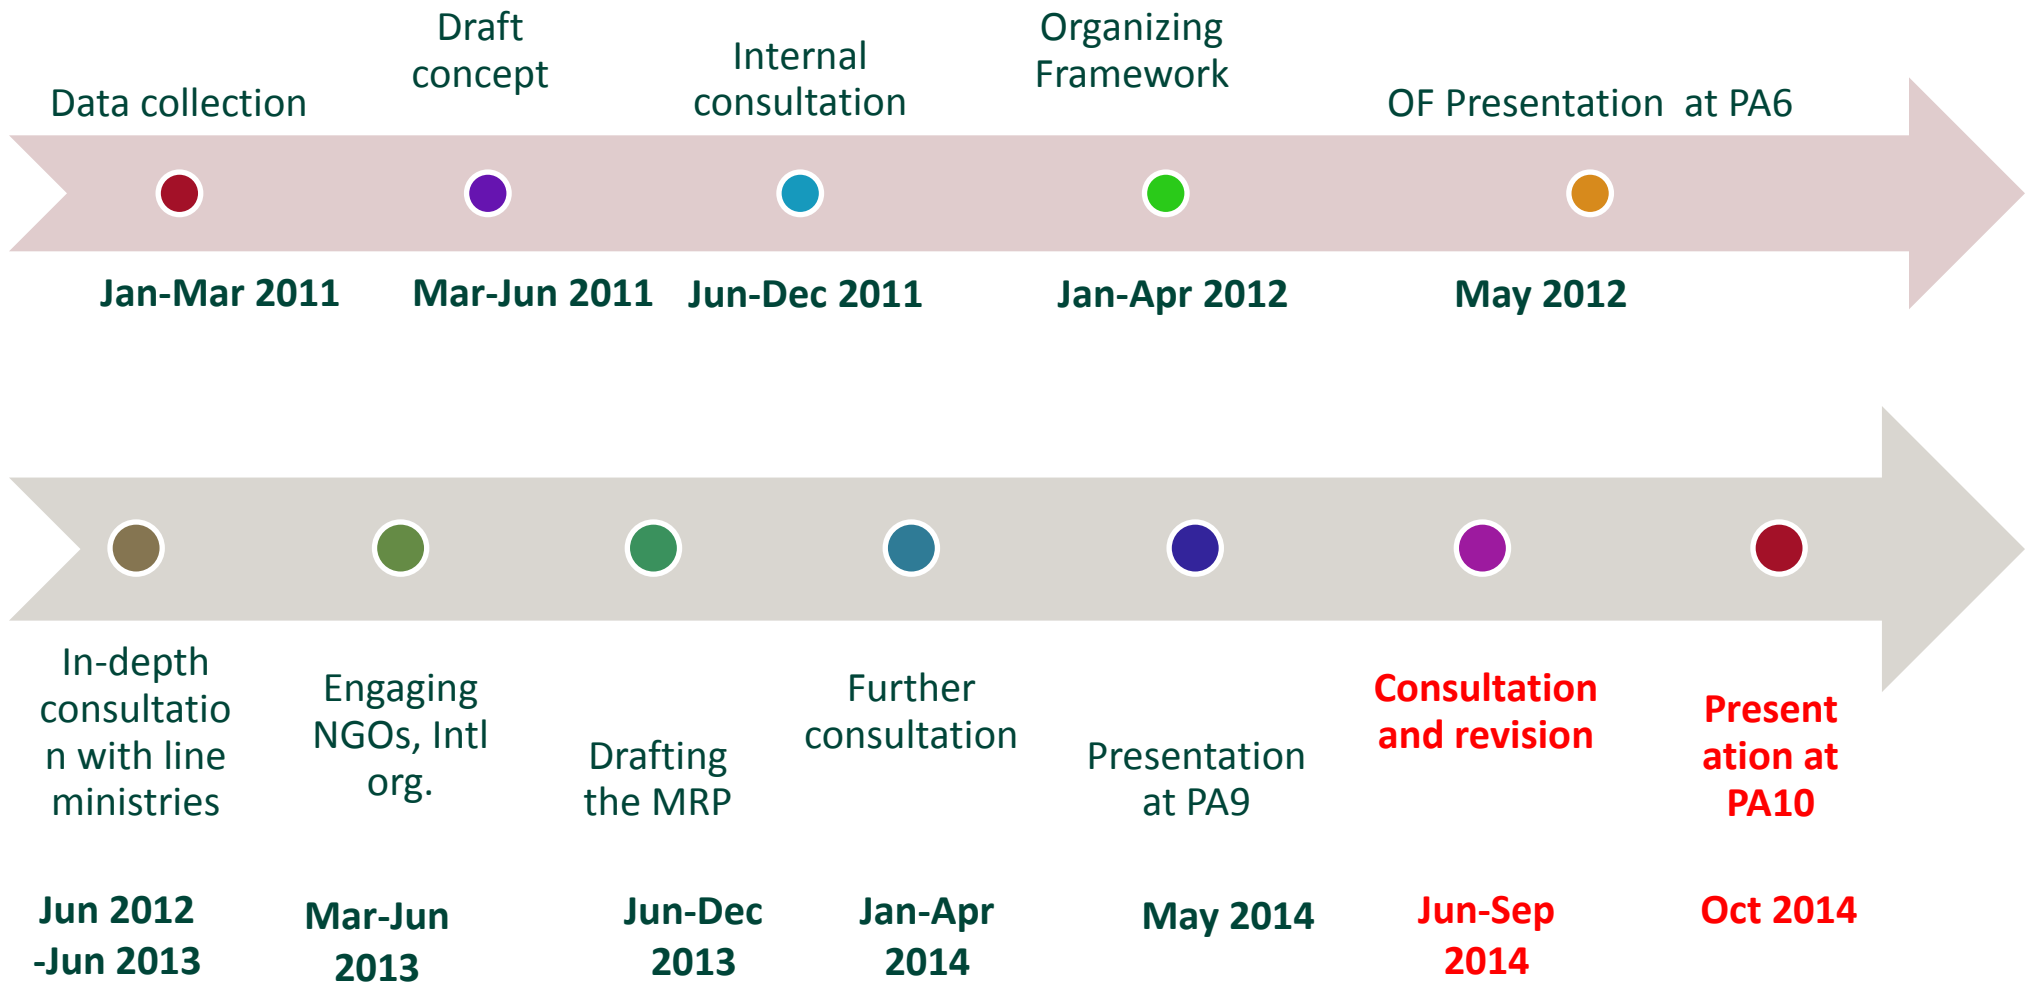 Data collection
Draft
concept
Internal
consultation
Organizing
Framework
OF Presentation  at PA6
Jan-Mar 2011
Mar-Jun 2011
Jun-Dec 2011
Jan-Apr 2012
May 2012
In-depth
consultatio
n with line
ministries
Engaging
NGOs, Intl
org.
Drafting
the MRP
Further
consultation
Presentation
at PA9
Consultation
and revision
Present
ation at
PA10
Jun 2012
-Jun 2013
Mar-Jun
2013
Jun-Dec
2013
Jan-Apr
2014
May 2014
Jun-Sep
2014
Oct 2014